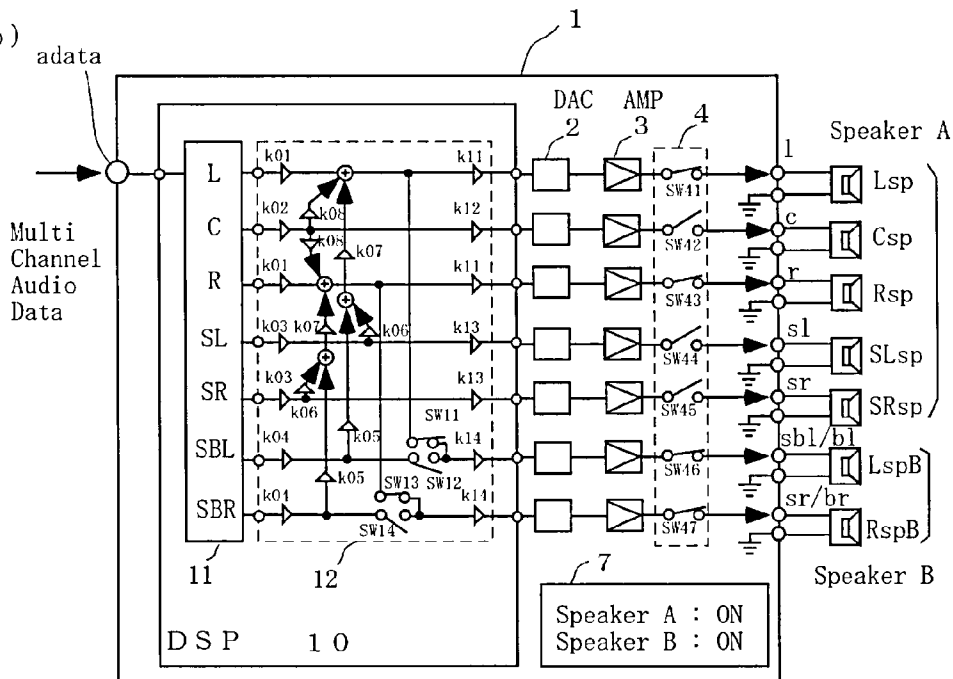 )
adata
1
Multi
Channel
Audio
Data
DAC
2
AMP
3
4
Speaker A
L
k01
k11
SW41
l
Lsp
k08
C
k02
k12
SW42
c
Csp
k08
k07
R
k01
k11
SW43
r
Rsp
k07
k06
SL
k03
k13
SW44
sl
SLsp
SR
k03
k06
k13
SW45
sr
SRsp
SW11
SBL
k04
k05
k14
SW46
sbl/bl
LspB
SW12
SW13
SBR
k04
k05
k14
SW14
SW47
sr/br
RspB
Speaker B
11
12
7
Speaker A : ON
Speaker B : ON
DSP 10